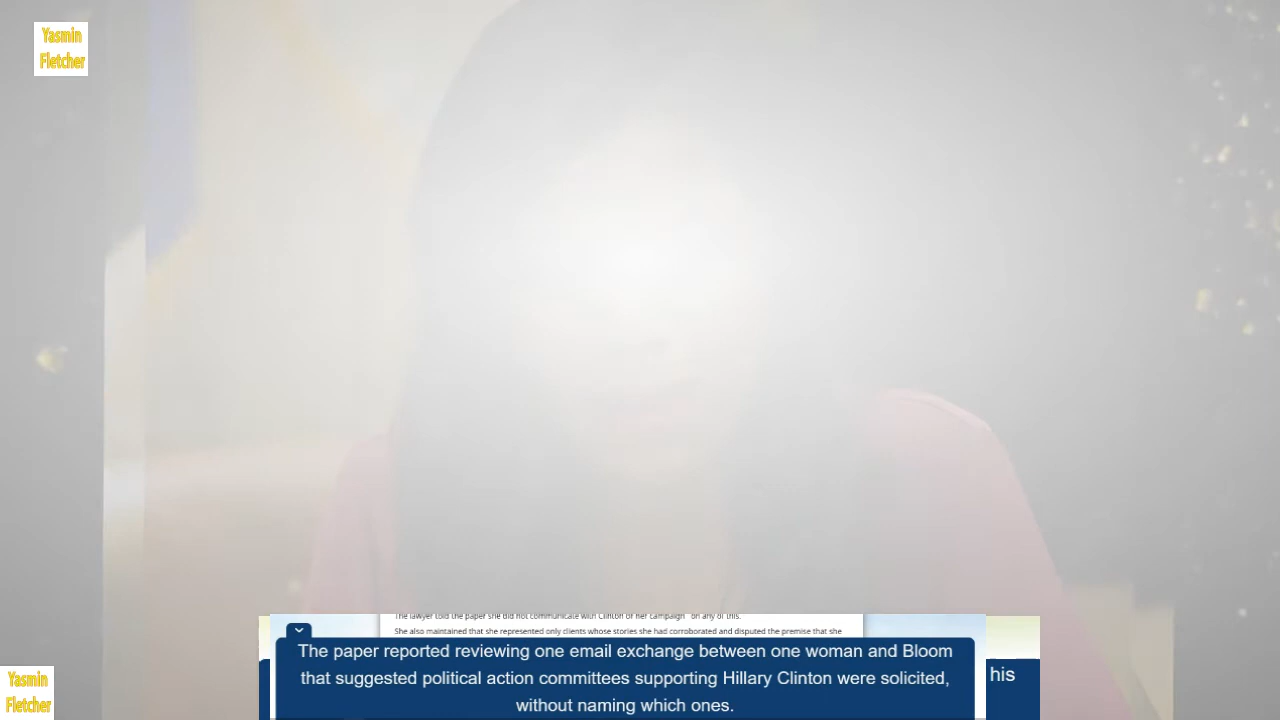 Yasmin
Fletcher
The lawyer told the paper she did not communicate with Clinton or her campaign "on any of this."
She also maintained that she represented only clients whose stories she had corroborated and disputed the premise that she
The paper reported reviewing one email exchange between one woman and Bloom
that suggested political action committees supporting Hillary Clinton were solicited,
without naming which ones.
his
Yasmin
Fletcher